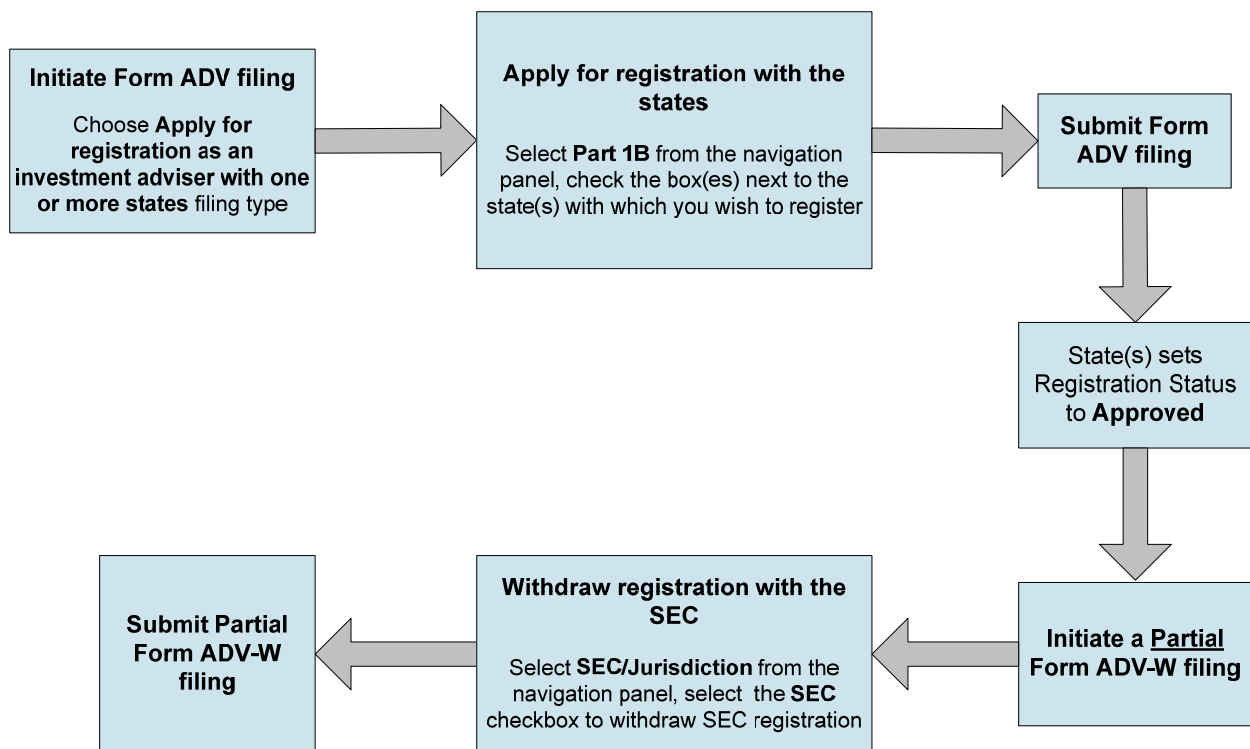 Initiate Form ADV filing
Choose Apply for
registration as an
investment adviser with one
or more states filing type
Apply for registration with the
states
Select Part 1B from the navigation
panel, check the box(es) next to the
state(s) with which you wish to register
Submit Form
ADV filing
State(s) sets
Registration Status
to Approved
Initiate a Partial
Form ADV-W filing
Withdraw registration with the
SEC
Select SEC/Jurisdiction from the
navigation panel, select the SEC
checkbox to withdraw SEC registration
Submit Partial
Form ADV-W
filing